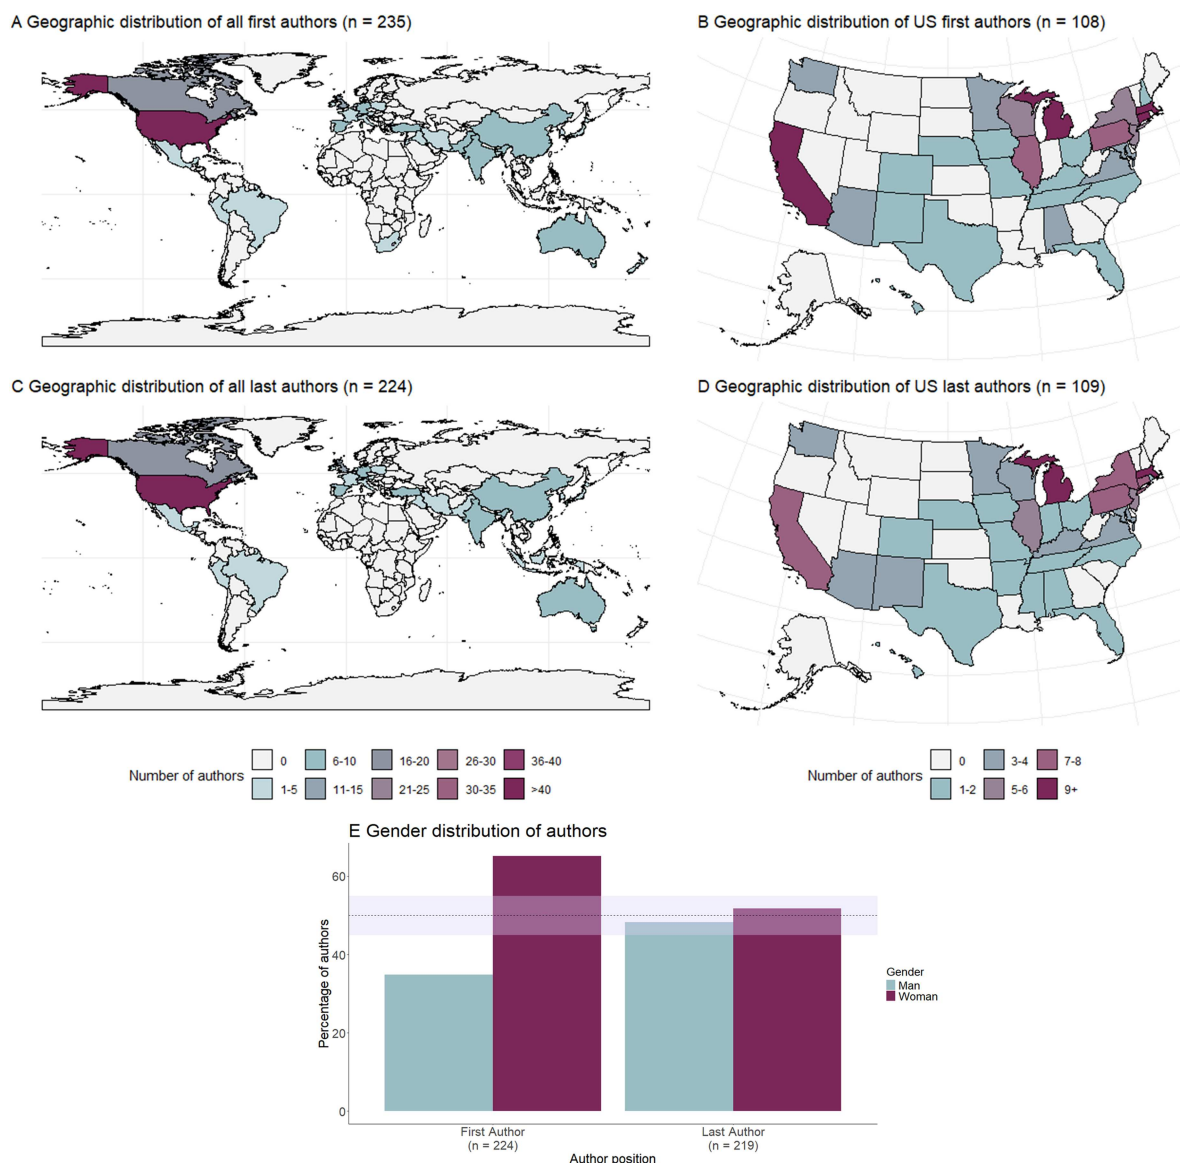 A Geographic distribution of all first authors (n = 235)
B Geographic distribution of US first authors (n = 108)
C Geographic distribution of all last authors (n = 224)
D Geographic distribution of US last authors (n = 109)
Number of authors
0 6-10 16-20 26-30 36-40
1-5 11-15 21-25 30-35 >40
Number of authors
0 3-4 7-8
1-2 5-6 9+
E Gender distribution of authors
Percentage of authors
60
40
20
0
First Author
(n = 224)
Last Author
(n = 219)
Author position
Gender
Man
Woman